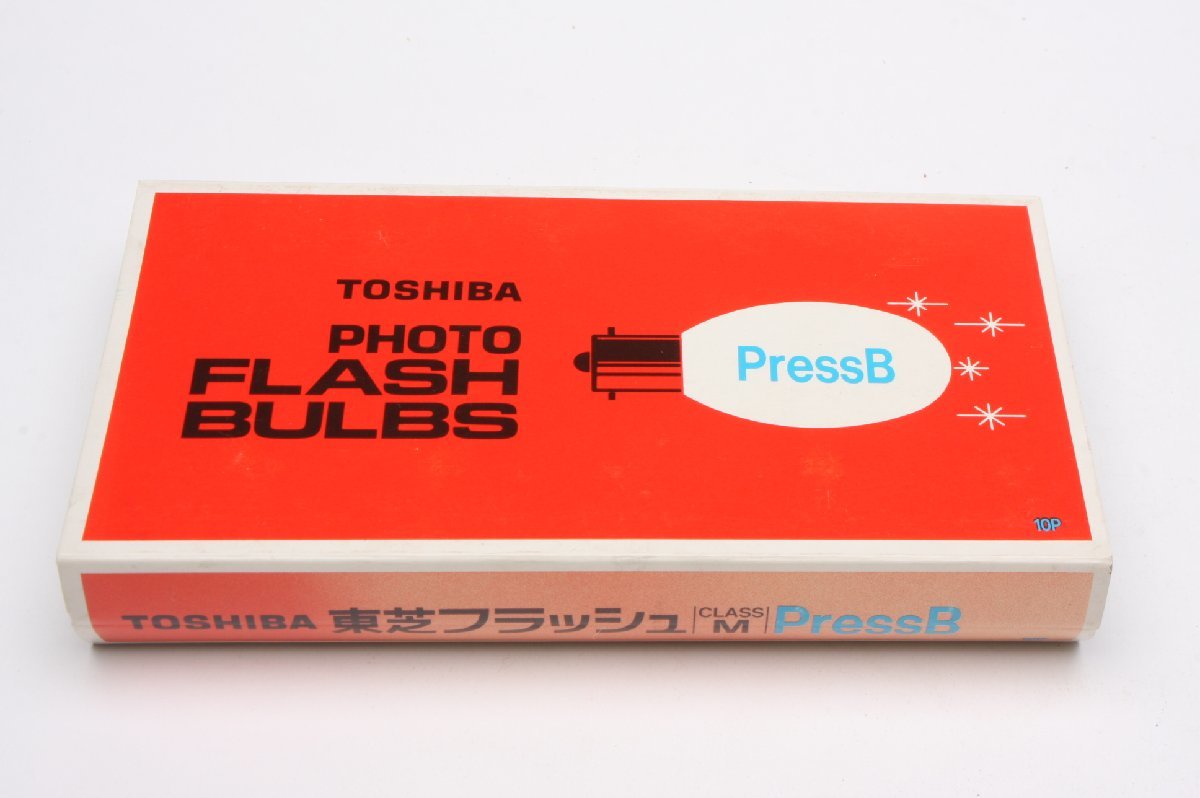 TOSHIBA
PHOTO
FLASH
BULBS
PressB
10P
TOSHIBA 東芝フラッシュ CLASS M PressB